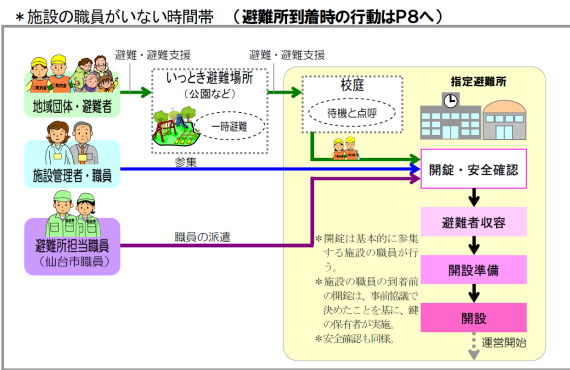 ＊施設の職員がいない時間帯　（避難所到着時の行動はP8へ）
避難・避難支援
避難・避難支援
地域団体・避難者
いっとき避難場所
（公園など）
一時避難
校庭
待機と点呼
指定避難所
施設管理者・職員
参集
開錠・安全確認
避難所担当職員
（仙台市職員）
職員の派遣
避難者収容
開設準備
開設
運営開始
＊開錠は基本的に参集
する施設の職員が行
う。
＊施設の職員の到着前
の開錠は、事前協議で
決めたことを基に、鍵
の保有者が実施。
＊安全確認も同様。